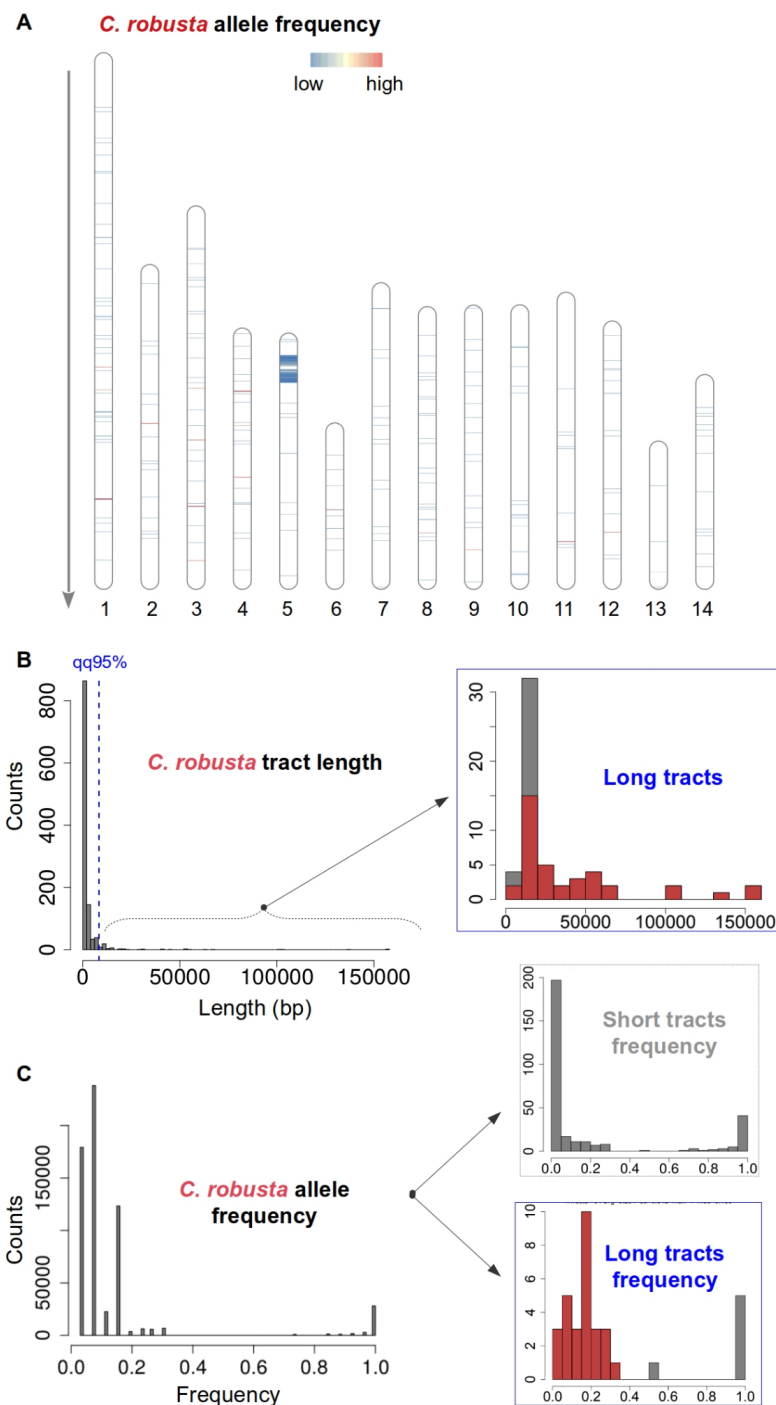 A
C. robusta allele frequency
low high
1 2 3 4 5 6 7 8 9 10 11 12 13 14
B
qq95%
C. robusta tract length
Counts
0 200 400 600 800
0 50000 100000 150000
Length (bp)
Long tracts
0 5 10 20 30
0 50000 100000 150000
C
C. robusta allele
frequency
Counts
0 50000 150000
0.0 0.2 0.4 0.6 0.8 1.0
Frequency
Short tracts
frequency
0 50 100 150 200
0.0 0.2 0.4 0.6 0.8 1.0
Long tracts
frequency
0 2 4 6 8 10
0.0 0.2 0.4 0.6 0.8 1.0